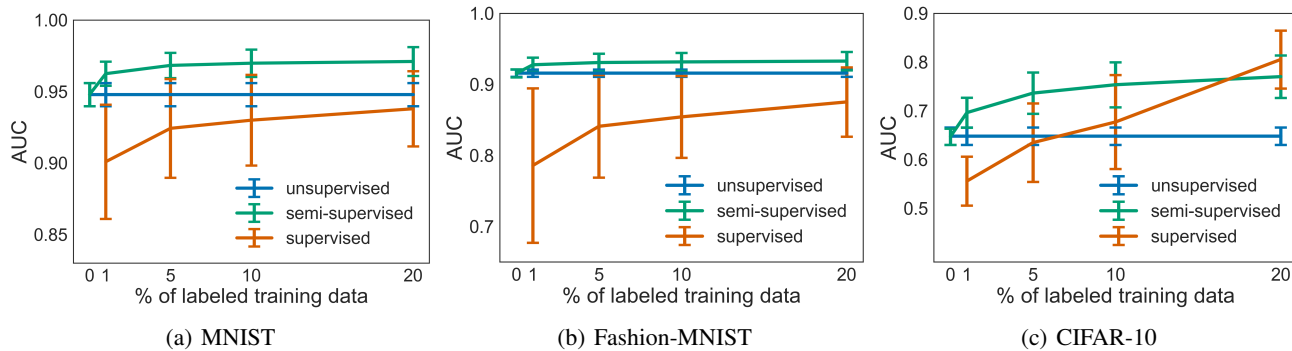 1.00
0.95
0.90
0.85
AUC
unsupervised
semi-supervised
supervised
0 1 5 10 20
% of labeled training data
(a) MNIST
1.0
0.9
0.8
0.7
AUC
unsupervised
semi-supervised
supervised
0 1 5 10 20
% of labeled training data
(b) Fashion-MNIST
0.9
0.8
0.7
0.6
0.5
AUC
unsupervised
semi-supervised
supervised
0 1 5 10 20
% of labeled training data
(c) CIFAR-10